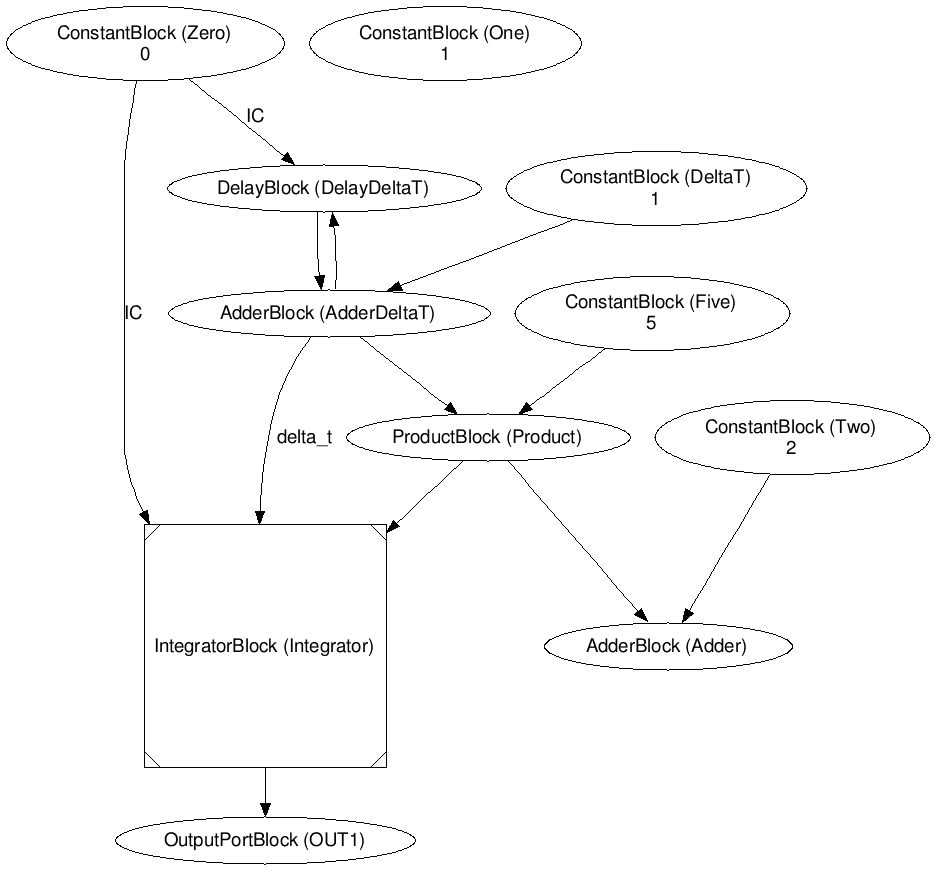 ConstantBlock (Zero)
0
ConstantBlock (One)
1
IC
DelayBlock (DelayDeltaT)
ConstantBlock (DeltaT)
1
IC
AdderBlock (AdderDeltaT)
ConstantBlock (Five)
5
delta_t
ProductBlock (Product)
ConstantBlock (Two)
2
IntegratorBlock (Integrator)
AdderBlock (Adder)
OutputPortBlock (OUT1)